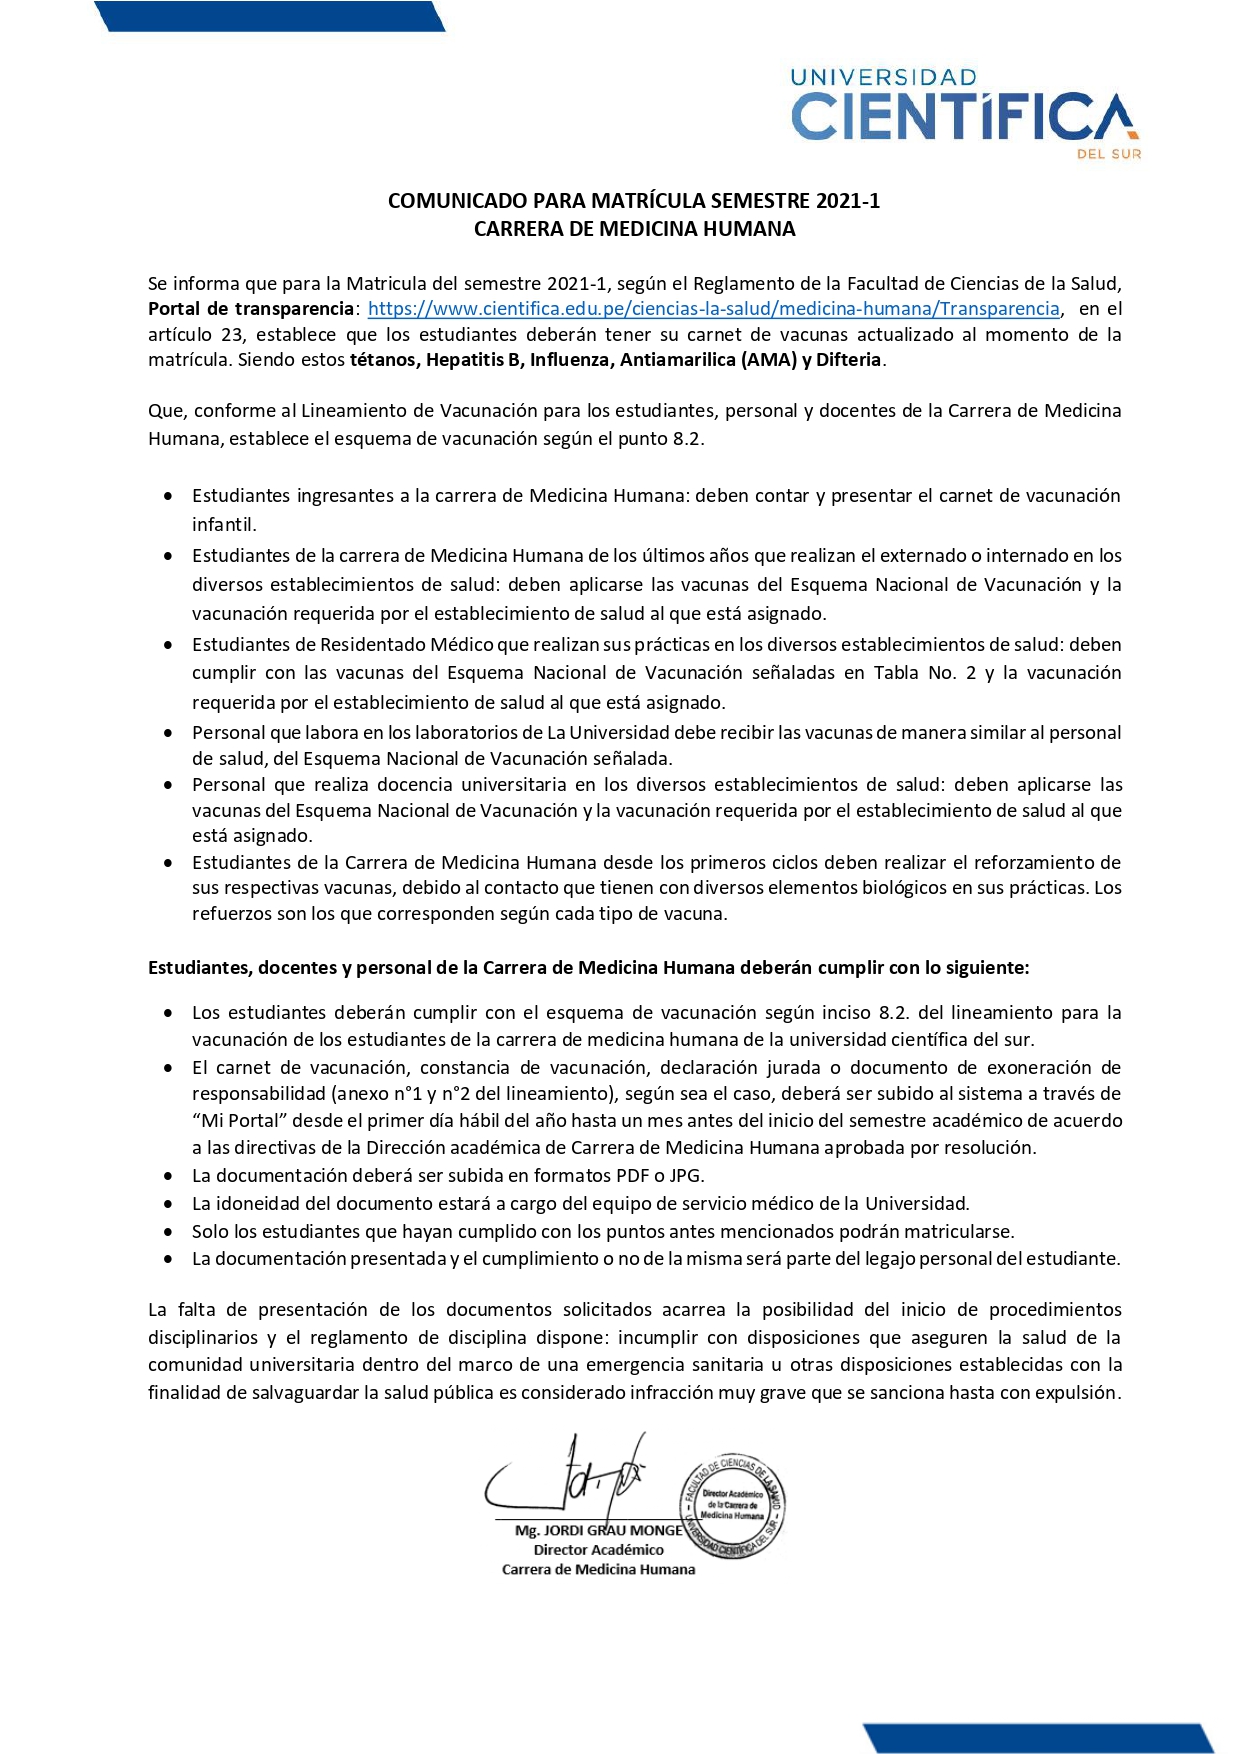 UNIVERSIDAD
CIENTÍFICA
DEL SUR
COMUNICADO PARA MATRÍCULA SEMESTRE 2021-1
CARRERA DE MEDICINA HUMANA
Se informa que para la Matricula del semestre 2021-1, según el Reglamento de la Facultad de Ciencias de la Salud,
Portal de transparencia: https://www.cientifica.edu.pe/ciencias-la-salud/medicina-humana/Transparencia, en el
artículo 23, establece que los estudiantes deberán tener su carnet de vacunas actualizado al momento de la
matrícula. Siendo estos tétanos, Hepatitis B, Influenza, Antiamarilica (AMA) y Difteria.
Que, conforme al Lineamiento de Vacunación para los estudiantes, personal y docentes de la Carrera de Medicina
Humana, establece el esquema de vacunación según el punto 8.2.
• Estudiantes ingresantes a la carrera de Medicina Humana: deben contar y presentar el carnet de vacunación
infantil.
• Estudiantes de la carrera de Medicina Humana de los últimos años que realizan el externado o internado en los
diversos establecimientos de salud: deben aplicarse las vacunas del Esquema Nacional de Vacunación y la
vacunación requerida por el establecimiento de salud al que está asignado.
• Estudiantes de Residentado Médico que realizan sus prácticas en los diversos establecimientos de salud: deben
cumplir con las vacunas del Esquema Nacional de Vacunación señaladas en Tabla No. 2 y la vacunación
requerida por el establecimiento de salud al que está asignado.
• Personal que labora en los laboratorios de La Universidad debe recibir las vacunas de manera similar al personal
de salud, del Esquema Nacional de Vacunación señalada.
• Personal que realiza docencia universitaria en los diversos establecimientos de salud: deben aplicarse las
vacunas del Esquema Nacional de Vacunación y la vacunación requerida por el establecimiento de salud al que
está asignado.
• Estudiantes de la Carrera de Medicina Humana desde los primeros ciclos deben realizar el reforzamiento de
sus respectivas vacunas, debido al contacto que tienen con diversos elementos biológicos en sus prácticas. Los
refuerzos son los que corresponden según cada tipo de vacuna.
Estudiantes, docentes y personal de la Carrera de Medicina Humana deberán cumplir con lo siguiente:
• Los estudiantes deberán cumplir con el esquema de vacunación según inciso 8.2. del lineamiento para la
vacunación de los estudiantes de la carrera de medicina humana de la universidad científica del sur.
• El carnet de vacunación, constancia de vacunación, declaración jurada o documento de exoneración de
responsabilidad (anexo n°1 y n°2 del lineamiento), según sea el caso, deberá ser subido al sistema a través de
“Mi Portal” desde el primer día hábil del año hasta un mes antes del inicio del semestre académico de acuerdo
a las directivas de la Dirección académica de Carrera de Medicina Humana aprobada por resolución.
• La documentación deberá ser subida en formatos PDF o JPG.
• La idoneidad del documento estará a cargo del equipo de servicio médico de la Universidad.
• Solo los estudiantes que hayan cumplido con los puntos antes mencionados podrán matricularse.
• La documentación presentada y el cumplimiento o no de la misma será parte del legajo personal del estudiante.
La falta de presentación de los documentos solicitados acarrea la posibilidad del inicio de procedimientos
disciplinarios y el reglamento de disciplina dispone: incumplir con disposiciones que aseguren la salud de la
comunidad universitaria dentro del marco de una emergencia sanitaria u otras disposiciones establecidas con la
finalidad de salvaguardar la salud pública es considerado infracción muy grave que se sanciona hasta con expulsión.
FACULTAD DE CIENCIAS DE LA SALUD
Director Académico
de la Carrera de
Medicina Humana
UNIVERSIDAD CIENTÍFICA DEL SUR
Mg. JORDI GRAU MONGE
Director Académico
Carrera de Medicina Humana